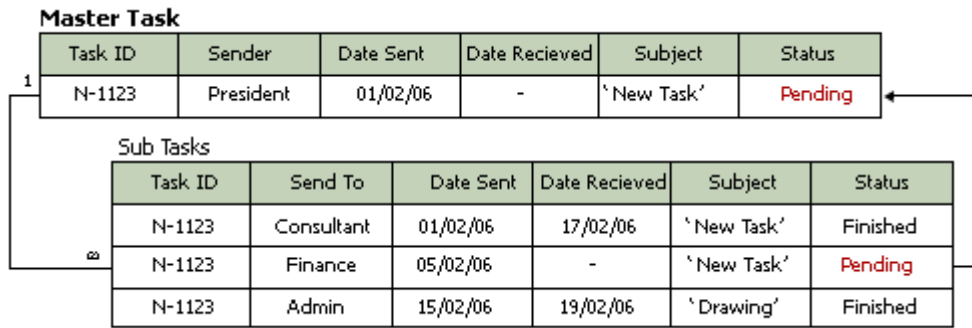 Master Task
Task ID Sender Date Sent Date Recieved Subject Status
1
N-1123 President 01/02/06 - 'New Task' Pending
Sub Tasks
Task ID Send To Date Sent Date Recieved Subject Status
N-1123 Consultant 01/02/06 17/02/06 'New Task' Finished
∞
N-1123 Finance 05/02/06 - 'New Task' Pending
N-1123 Admin 15/02/06 19/02/06 'Drawing' Finished